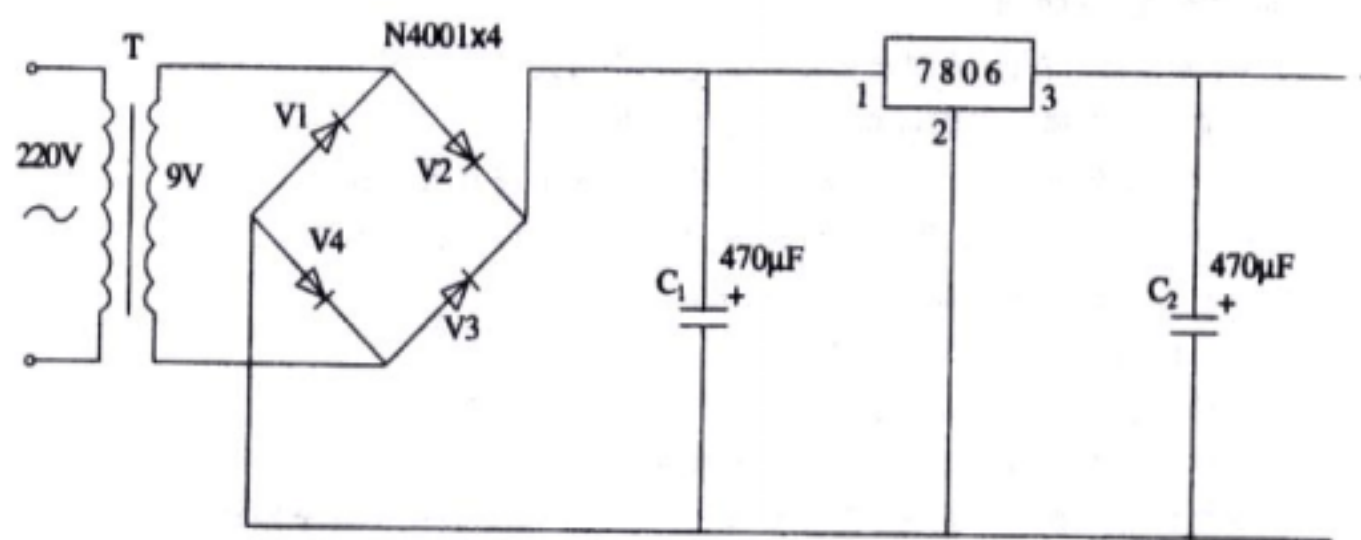 T
N4001x4
7806
1
3
2
V1
220V
9V
V2
V4
470μF
C₁
+
V3
470μF
C₂
+